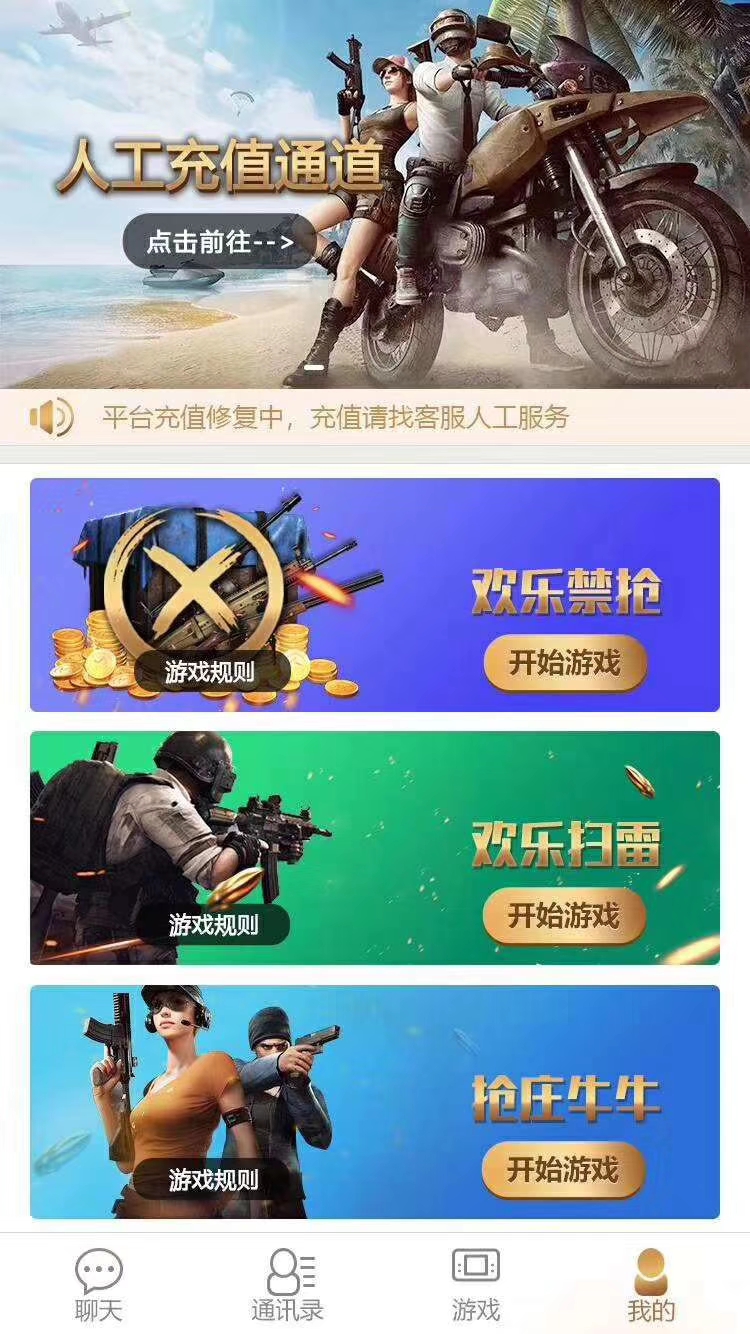 人工充值通道
点击前往-->
平台充值修复中，充值请找客服人工服务
欢乐禁抢
游戏规则
开始游戏
欢乐扫雷
游戏规则
开始游戏
抢庄牛牛
游戏规则
开始游戏
聊天
通讯录
游戏
我的